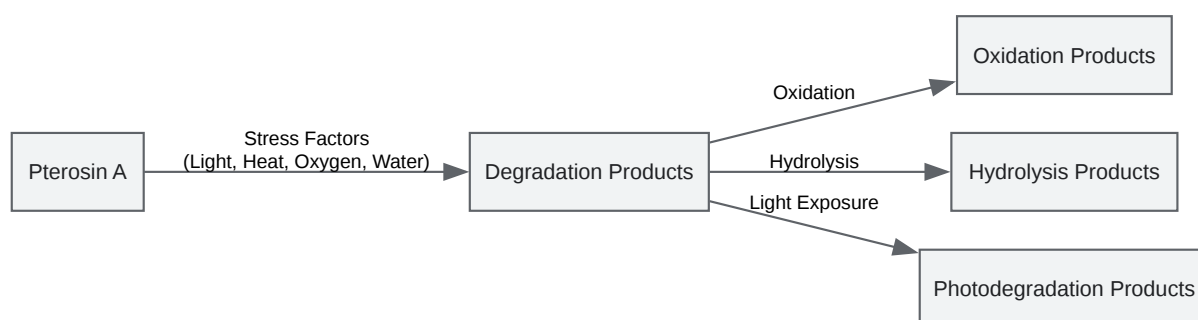 Pterosin A
Stress Factors
(Light, Heat, Oxygen, Water)
Degradation Products
Oxidation
Oxidation Products
Hydrolysis
Hydrolysis Products
Light Exposure
Photodegradation Products